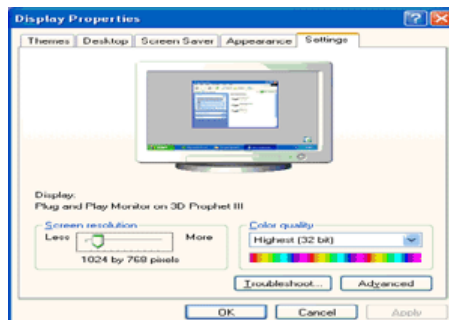 Display Properties
Themes Desktop Screen Saver Appearance Settings
Display:
Plug and Play Monitor on 3D Prophet III
Screen resolution
Less More
1024 by 768 pixels
Color quality
Highest (32 bit)
Troubleshoot... Advanced
OK Cancel Apply